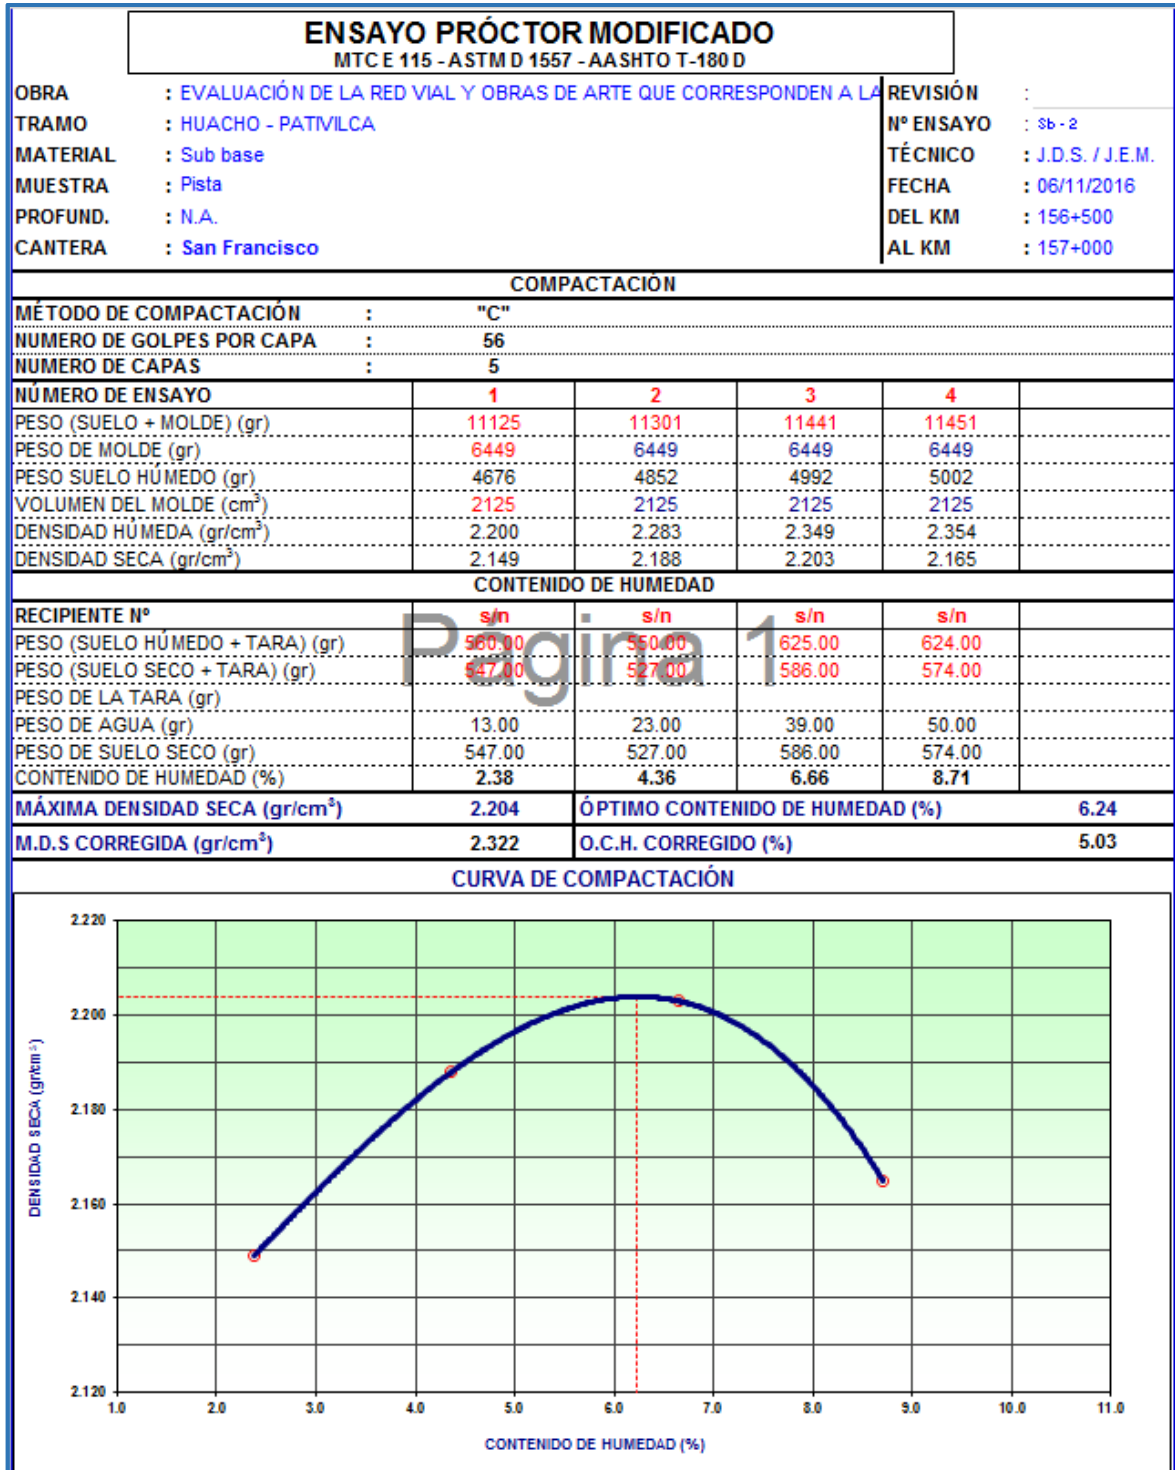 ENSAYO PRÓCTOR MODIFICADO
MTC E 115 - ASTM D 1557 - AASHTO T-180 D
OBRA : EVALUACIÓN DE LA RED VIAL Y OBRAS DE ARTE QUE CORRESPONDEN A LA REVISIÓN :
TRAMO : HUACHO - PATIVILCA Nº ENSAYO : Sb - 2
MATERIAL : Sub base TÉCNICO : J.D.S. / J.E.M.
MUESTRA : Pista FECHA : 06/11/2016
PROFUND. : N.A. DEL KM : 156+500
CANTERA : San Francisco AL KM : 157+000
COMPACTACIÓN
MÉTODO DE COMPACTACIÓN : "C"
NUMERO DE GOLPES POR CAPA : 56
NUMERO DE CAPAS : 5
NÚMERO DE ENSAYO 1 2 3 4
PESO (SUELO + MOLDE) (gr) 11125 11301 11441 11451
PESO DE MOLDE (gr) 6449 6449 6449 6449
PESO SUELO HÚMEDO (gr) 4676 4852 4992 5002
VOLUMEN DEL MOLDE (cm³) 2125 2125 2125 2125
DENSIDAD HÚMEDA (gr/cm³) 2.200 2.283 2.349 2.354
DENSIDAD SECA (gr/cm³) 2.149 2.188 2.203 2.165
CONTENIDO DE HUMEDAD
RECIPIENTE Nº s/n s/n s/n s/n
Página 1
PESO (SUELO HÚMEDO + TARA) (gr) 560.00 550.00 625.00 624.00
PESO (SUELO SECO + TARA) (gr) 547.00 527.00 586.00 574.00
PESO DE LA TARA (gr)
PESO DE AGUA (gr) 13.00 23.00 39.00 50.00
PESO DE SUELO SECO (gr) 547.00 527.00 586.00 574.00
CONTENIDO DE HUMEDAD (%) 2.38 4.36 6.66 8.71
MÁXIMA DENSIDAD SECA (gr/cm³) 2.204 ÓPTIMO CONTENIDO DE HUMEDAD (%) 6.24
M.D.S CORREGIDA (gr/cm³) 2.322 O.C.H. CORREGIDO (%) 5.03
CURVA DE COMPACTACIÓN
2.220
2.200
2.180
2.160
2.140
2.120
DENSIDAD SECA (gr/cm³)
1.0 2.0 3.0 4.0 5.0 6.0 7.0 8.0 9.0 10.0 11.0
CONTENIDO DE HUMEDAD (%)